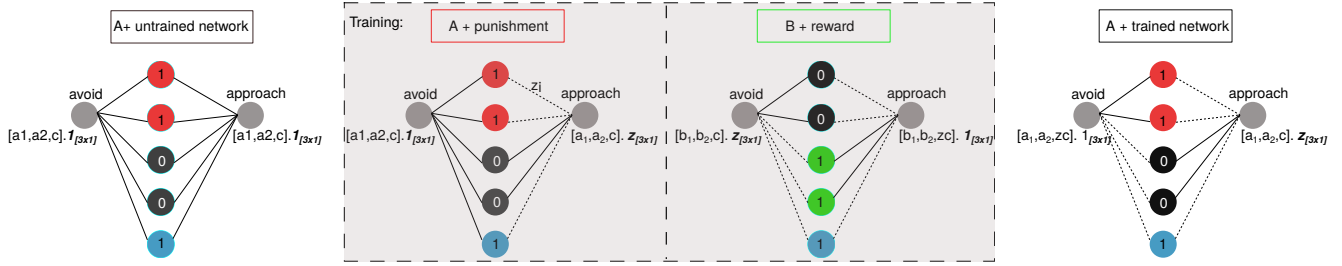 A+ untrained network
avoid
approach
1
1
0
0
1
[a1,a2,c]. 1[3x1]
[a1,a2,c]. 1[3x1]
Training:
A + punishment
avoid
approach
zi
1
1
0
0
1
[a1,a2,c]. 1[3x1]
[a₁,a₂,c]. z[3x1]
B + reward
avoid
approach
0
0
1
1
1
[b₁,b₂,c]. z[3x1]
[b₁,b₂,zc]. 1[3x1]
A + trained network
avoid
approach
1
1
0
0
1
[a₁,a₂,zc]. 1[3x1]
[a₁,a₂,c]. z[3x1]